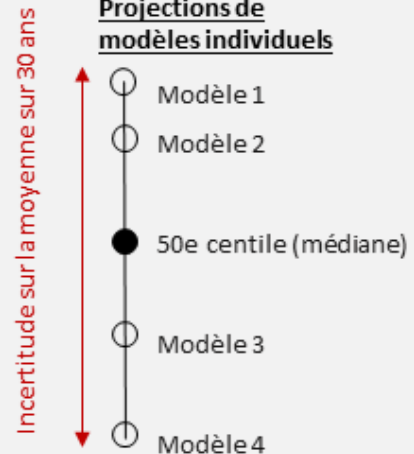 Projections de
modèles individuels
Incertitude sur la moyenne sur 30 ans
Modèle 1
Modèle 2
50e centile (médiane)
Modèle 3
Modèle 4